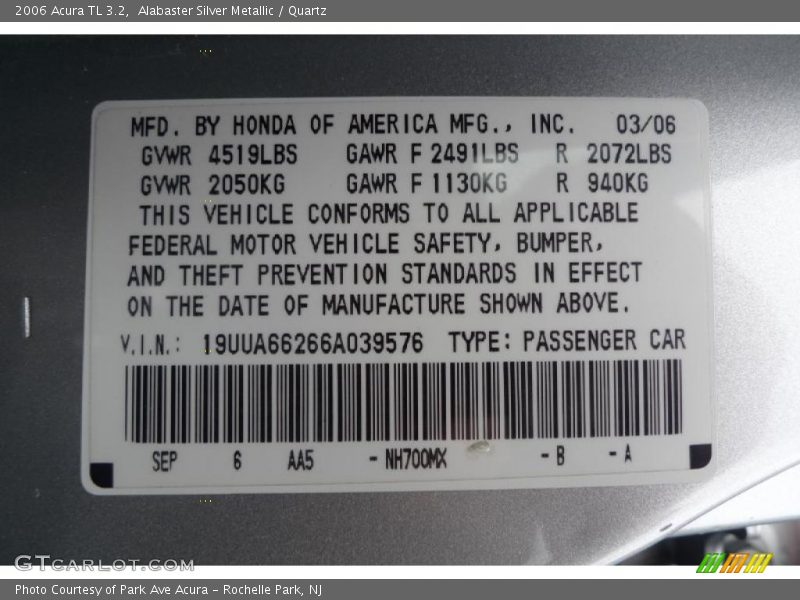 2006 Acura TL 3.2,  Alabaster Silver Metallic / Quartz
MFD. BY HONDA OF AMERICA MFG., INC. 03/06
GVWR 4519LBS GAWR F 2491LBS R 2072LBS
GVWR 2050KG GAWR F 1130KG R 940KG
THIS VEHICLE CONFORMS TO ALL APPLICABLE
FEDERAL MOTOR VEHICLE SAFETY, BUMPER,
AND THEFT PREVENTION STANDARDS IN EFFECT
ON THE DATE OF MANUFACTURE SHOWN ABOVE.
V.I.N.: 19UUA66266A039576 TYPE: PASSENGER CAR
SEP 6 AA5 -NH700MX -B -A
GTCARLOT.COM
Photo Courtesy of Park Ave Acura - Rochelle Park, NJ